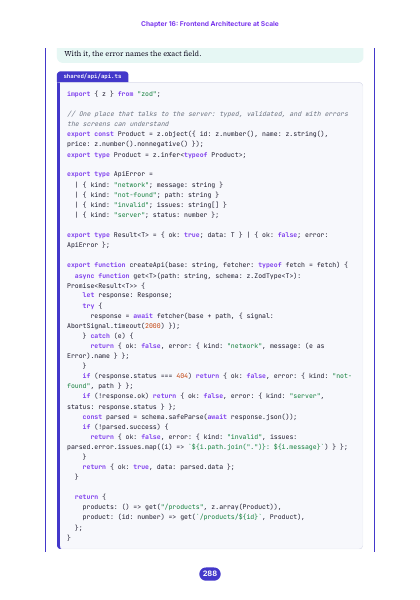 Chapter 16: Frontend Architecture at Scale
With it, the error names the exact field.
shared/api/api.ts
import { z } from "zod";
// One place that talks to the server: typed, validated, and with errors
the screens can understand
export const Product = z.object({ id: z.number(), name: z.string(),
price: z.number().nonnegative() });
export type Product = z.infer<typeof Product>;
export type ApiError =
  | { kind: "network"; message: string }
  | { kind: "not-found"; path: string }
  | { kind: "invalid"; issues: string[] }
  | { kind: "server"; status: number };
export type Result<T> = { ok: true; data: T } | { ok: false; error:
ApiError };
export function createApi(base: string, fetcher: typeof fetch = fetch) {
  async function get<T>(path: string, schema: z.ZodType<T>):
Promise<Result<T>> {
    let response: Response;
    try {
      response = await fetcher(base + path, { signal:
AbortSignal.timeout(2000) });
    } catch (e) {
      return { ok: false, error: { kind: "network", message: (e as
Error).name } };
    }
    if (response.status === 404) return { ok: false, error: { kind: "not-
found", path } };
    if (!response.ok) return { ok: false, error: { kind: "server",
status: response.status } };
    const parsed = schema.safeParse(await response.json());
    if (!parsed.success) {
      return { ok: false, error: { kind: "invalid", issues:
parsed.error.issues.map((i) => `${i.path.join(".")}: ${i.message}`) } };
    }
    return { ok: true, data: parsed.data };
  }
  return {
    products: () => get("/products", z.array(Product)),
    product: (id: number) => get(`/products/${id}`, Product),
  };
}
288